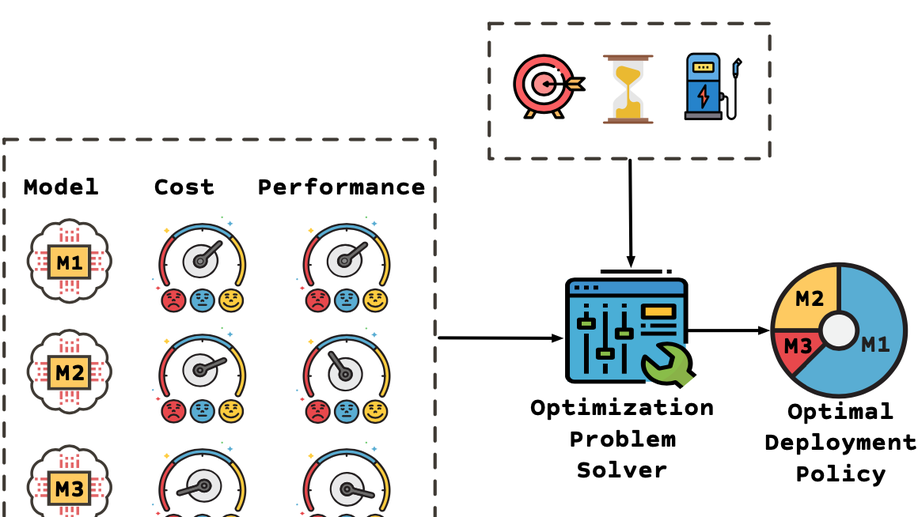 Model Cost Performance
M1
M2
M3
Optimization
Problem
Solver
M2
M3
M1
Optimal
Deployment
Policy